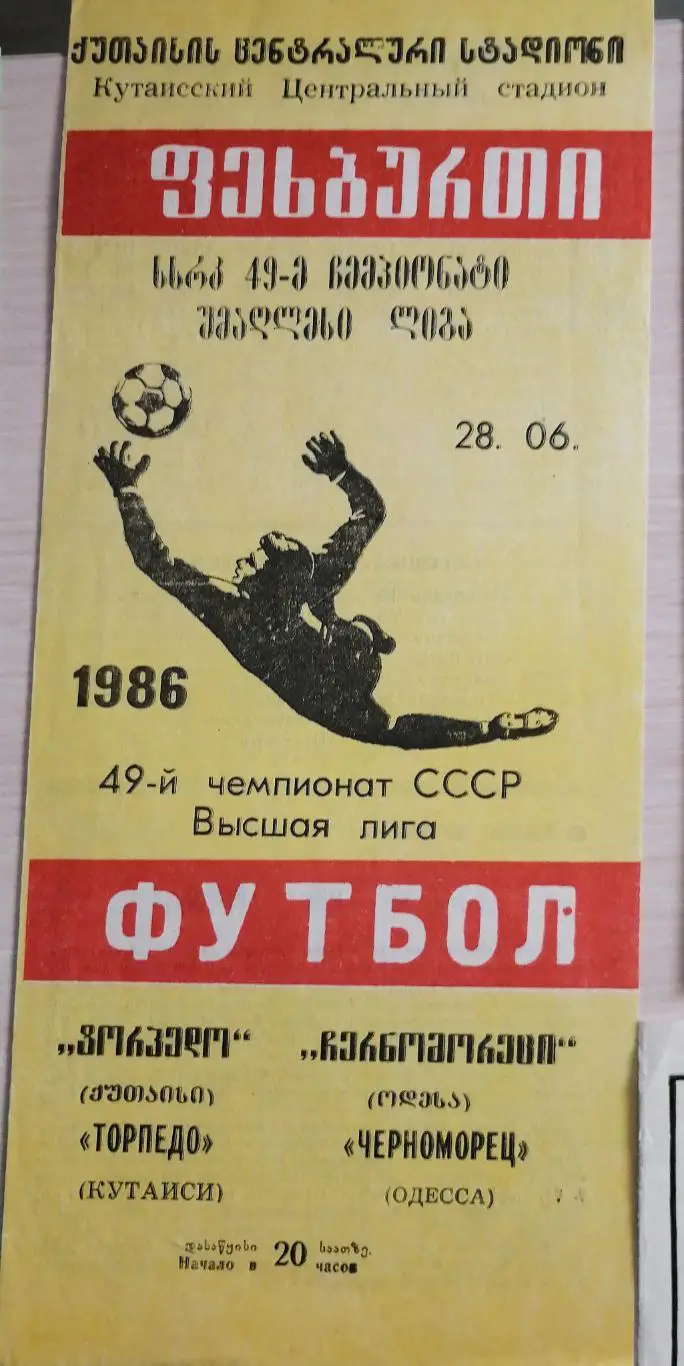 ქუთაისის ცენტრალური სტადიონი
Кутаисский Центральный стадион
ფეხბურთი
სსრკ 49-ე ჩემპიონატი
უმაღლესი ლიგა
28. 06.
1986
49-й чемпионат СССР
Высшая лига
ФУТБОЛ
„ტორპედო“ „ჩერნომორეცი“
(ქუთაისი) (ოდესა)
«ТОРПЕДО» «ЧЕРНОМОРЕЦ»
(КУТАИСИ) (ОДЕССА)
დასაწყისი 20 საათზე.
Начало в часов